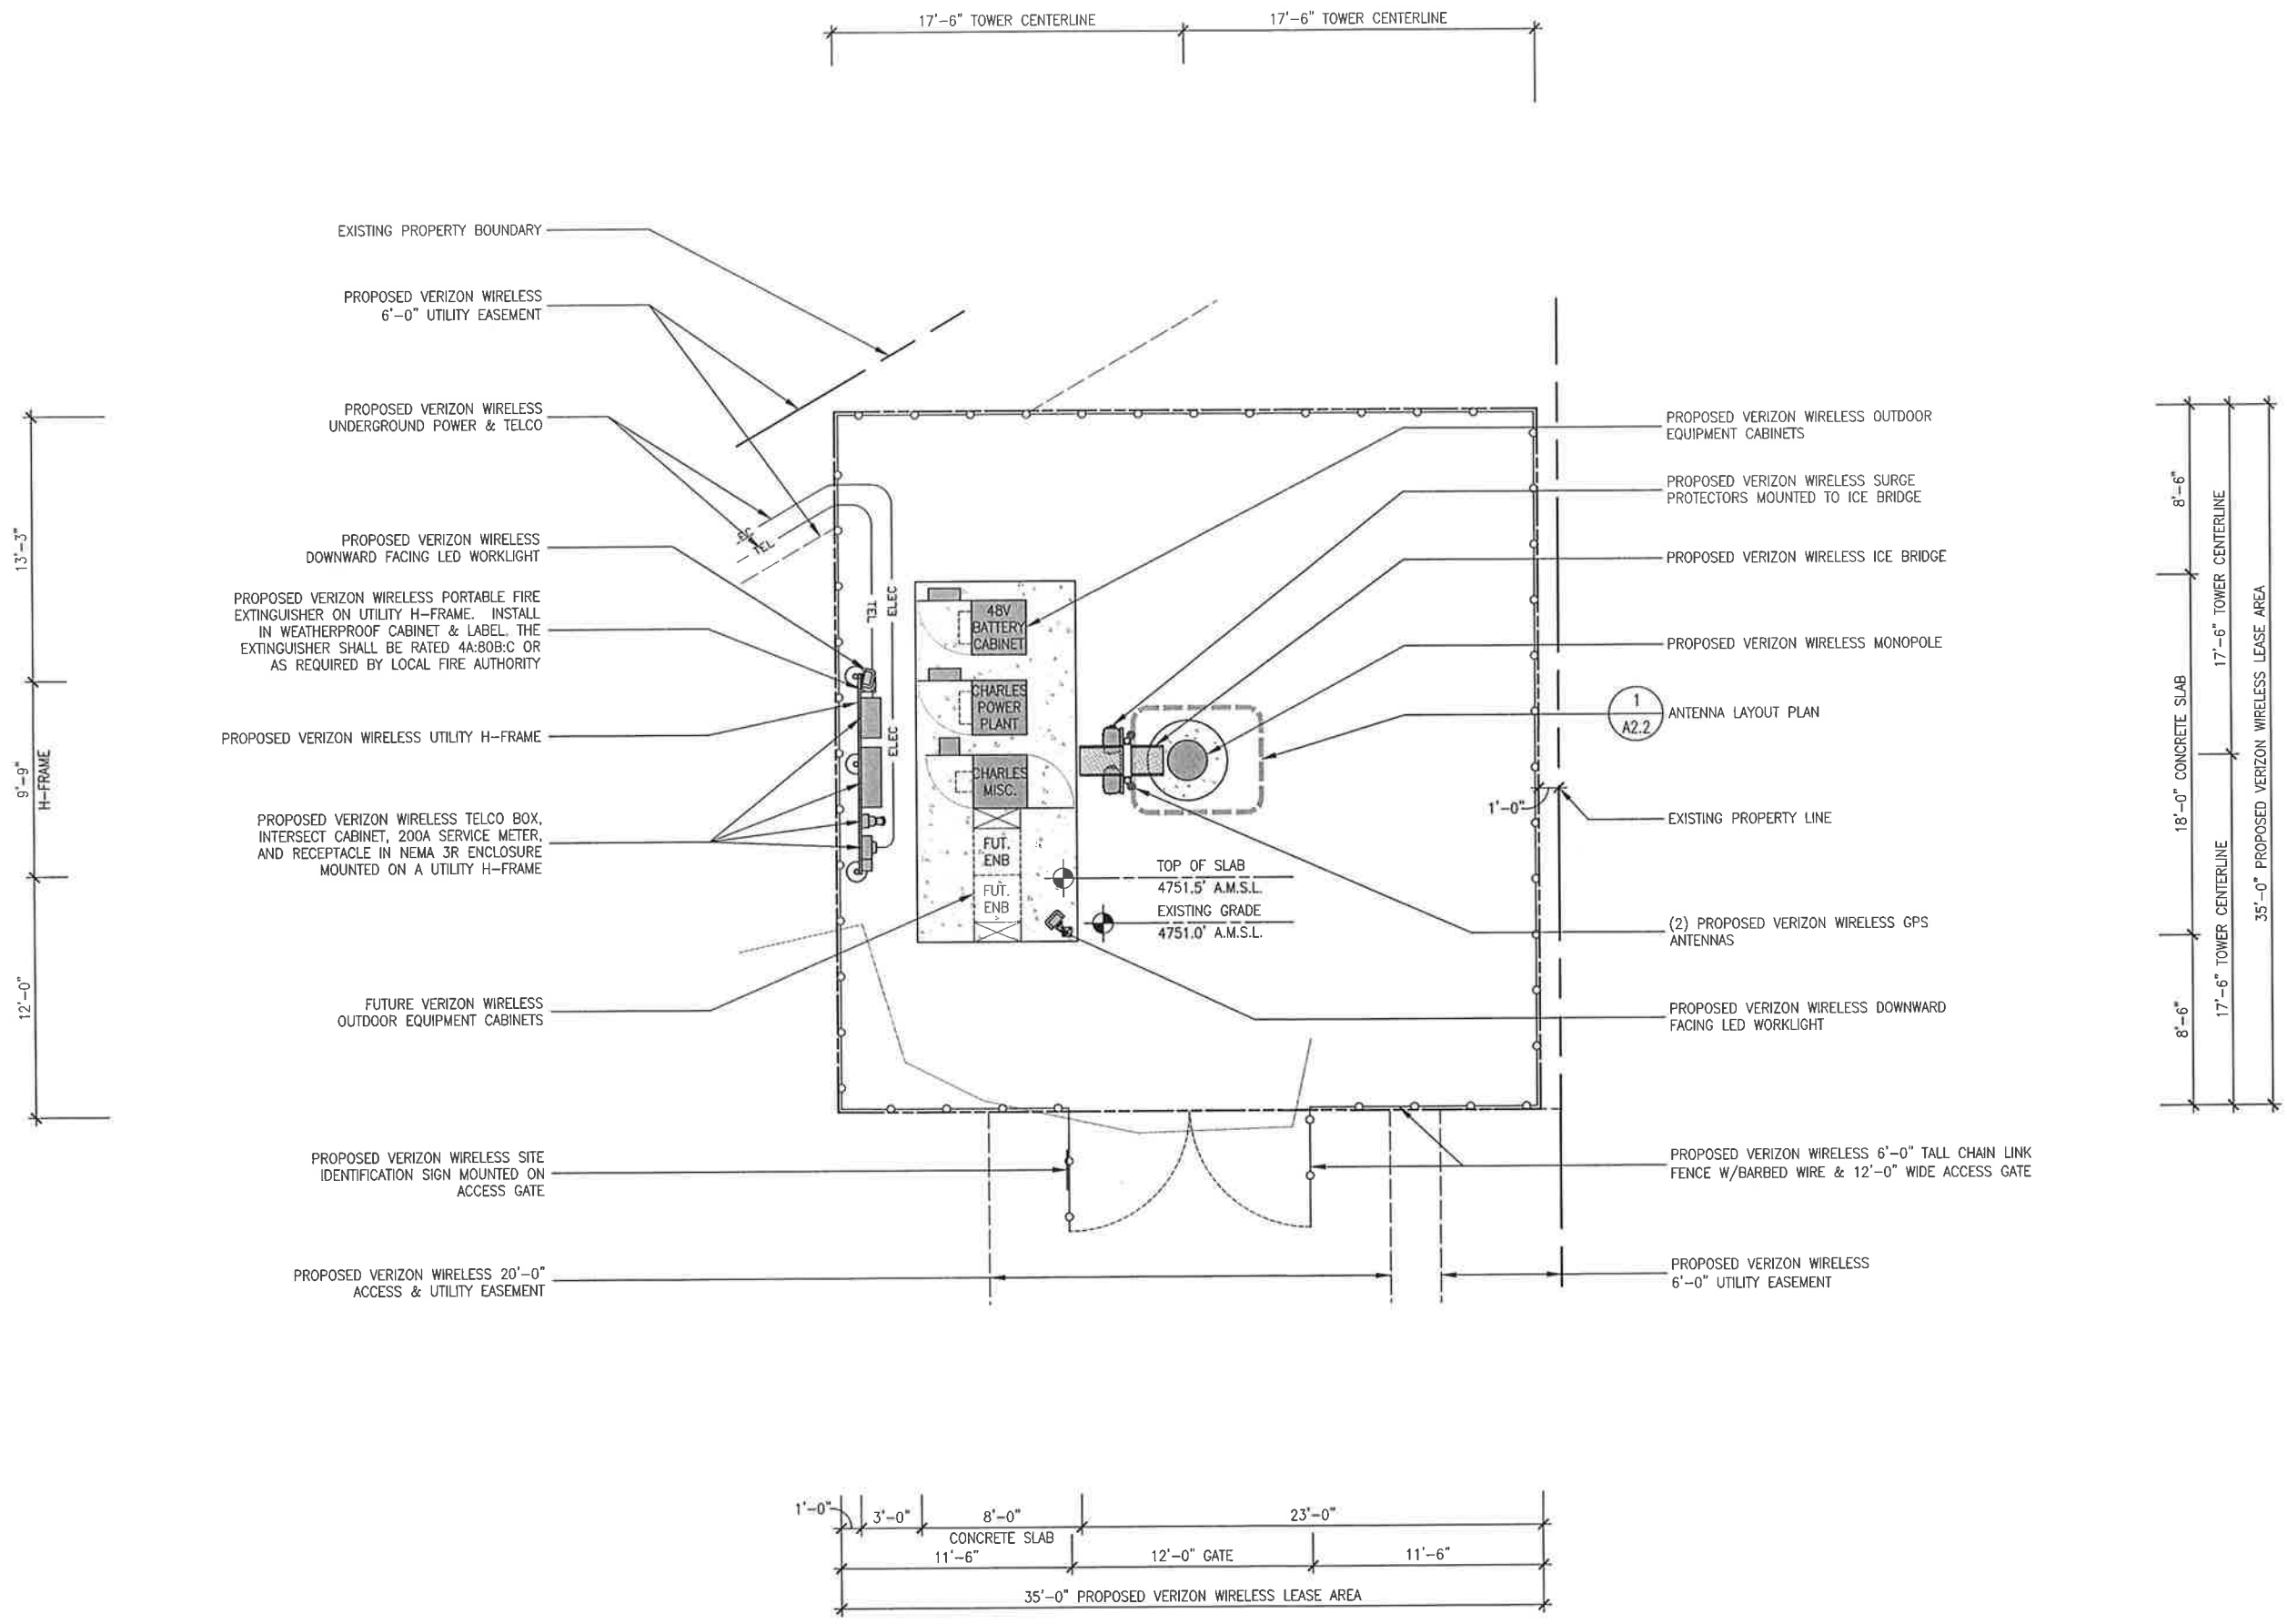 17'-6" TOWER CENTERLINE
17'-6" TOWER CENTERLINE
EXISTING PROPERTY BOUNDARY
PROPOSED VERIZON WIRELESS
6'-0" UTILITY EASEMENT
PROPOSED VERIZON WIRELESS
UNDERGROUND POWER & TELCO
PROPOSED VERIZON WIRELESS
DOWNWARD FACING LED WORKLIGHT
PROPOSED VERIZON WIRELESS PORTABLE FIRE
EXTINGUISHER ON UTILITY H-FRAME. INSTALL
IN WEATHERPROOF CABINET & LABEL. THE
EXTINGUISHER SHALL BE RATED 4A:80B:C OR
AS REQUIRED BY LOCAL FIRE AUTHORITY
PROPOSED VERIZON WIRELESS UTILITY H-FRAME
PROPOSED VERIZON WIRELESS TELCO BOX,
INTERSECT CABINET, 200A SERVICE METER,
AND RECEPTACLE IN NEMA 3R ENCLOSURE
MOUNTED ON A UTILITY H-FRAME
FUTURE VERIZON WIRELESS
OUTDOOR EQUIPMENT CABINETS
PROPOSED VERIZON WIRELESS SITE
IDENTIFICATION SIGN MOUNTED ON
ACCESS GATE
PROPOSED VERIZON WIRELESS 20'-0"
ACCESS & UTILITY EASEMENT
13'-3"
9'-9"
H-FRAME
12'-0"
TEL
TEL
ELEC
ELEC
48V
BATTERY
CABINET
CHARLES
POWER
PLANT
CHARLES
MISC.
FUT.
ENB
FUT.
ENB
TOP OF SLAB
4751.5' A.M.S.L.
EXISTING GRADE
4751.0' A.M.S.L.
PROPOSED VERIZON WIRELESS OUTDOOR
EQUIPMENT CABINETS
PROPOSED VERIZON WIRELESS SURGE
PROTECTORS MOUNTED TO ICE BRIDGE
PROPOSED VERIZON WIRELESS ICE BRIDGE
PROPOSED VERIZON WIRELESS MONOPOLE
1
A2.2
ANTENNA LAYOUT PLAN
1'-0"
EXISTING PROPERTY LINE
(2) PROPOSED VERIZON WIRELESS GPS
ANTENNAS
PROPOSED VERIZON WIRELESS DOWNWARD
FACING LED WORKLIGHT
PROPOSED VERIZON WIRELESS 6'-0" TALL CHAIN LINK
FENCE W/BARBED WIRE & 12'-0" WIDE ACCESS GATE
PROPOSED VERIZON WIRELESS
6'-0" UTILITY EASEMENT
8'-6"
18'-0" CONCRETE SLAB
8'-6"
17'-6" TOWER CENTERLINE
17'-6" TOWER CENTERLINE
35'-0" PROPOSED VERIZON WIRELESS LEASE AREA
1'-0"
3'-0"
8'-0"
CONCRETE SLAB
23'-0"
11'-6"
12'-0" GATE
11'-6"
35'-0" PROPOSED VERIZON WIRELESS LEASE AREA